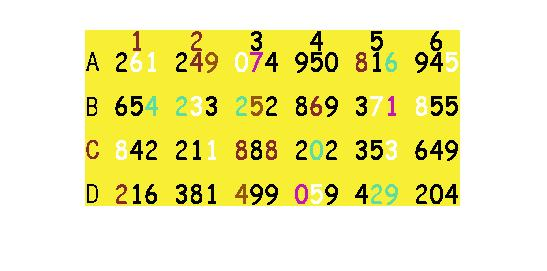 1 2 3 4 5 6
A 261 249 074 950 816 945
B 654 233 252 869 371 855
C 842 211 888 202 353 649
D 216 381 499 059 429 204